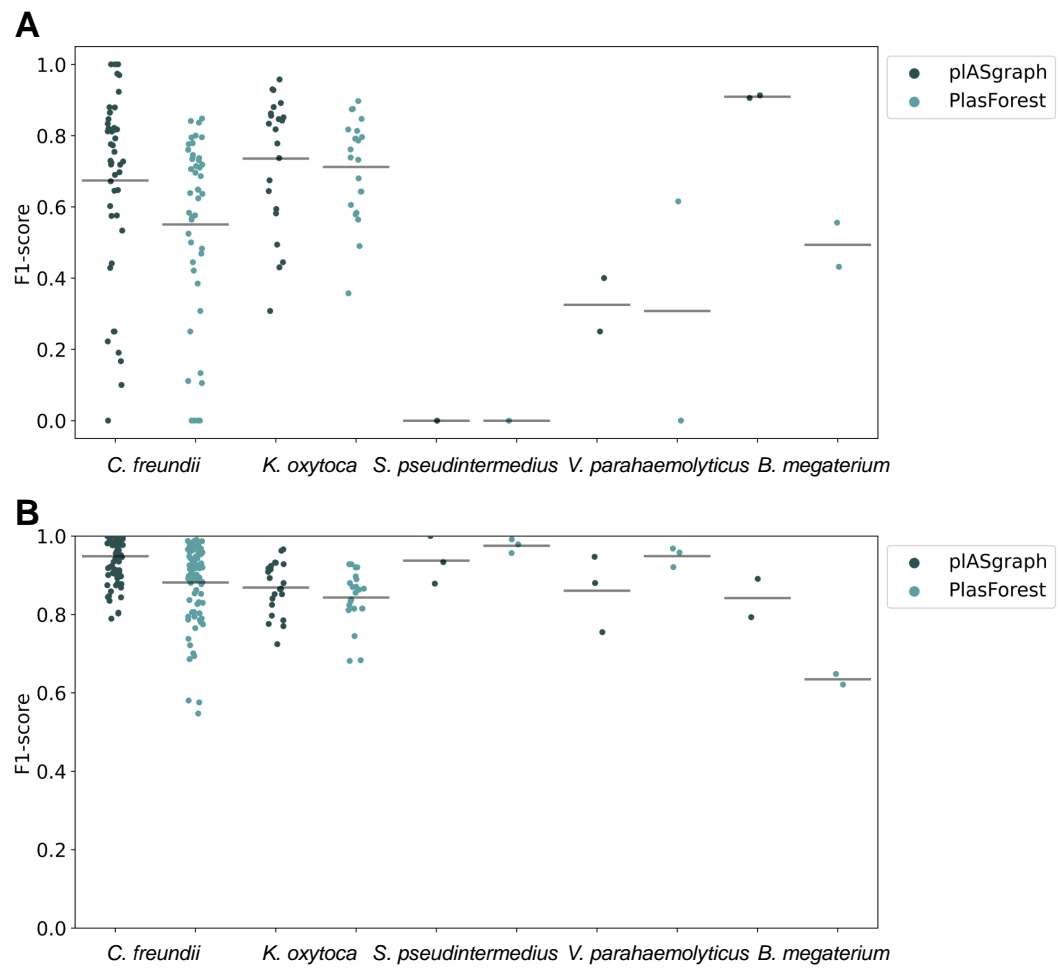 A
1.0
0.8
0.6
0.4
0.2
0.0
F1-score
C. freundii K. oxytoca S. pseudintermedius V. parahaemolyticus B. megaterium
plASgraph
PlasForest
B
1.0
0.8
0.6
0.4
0.2
0.0
F1-score
C. freundii K. oxytoca S. pseudintermedius V. parahaemolyticus B. megaterium
plASgraph
PlasForest